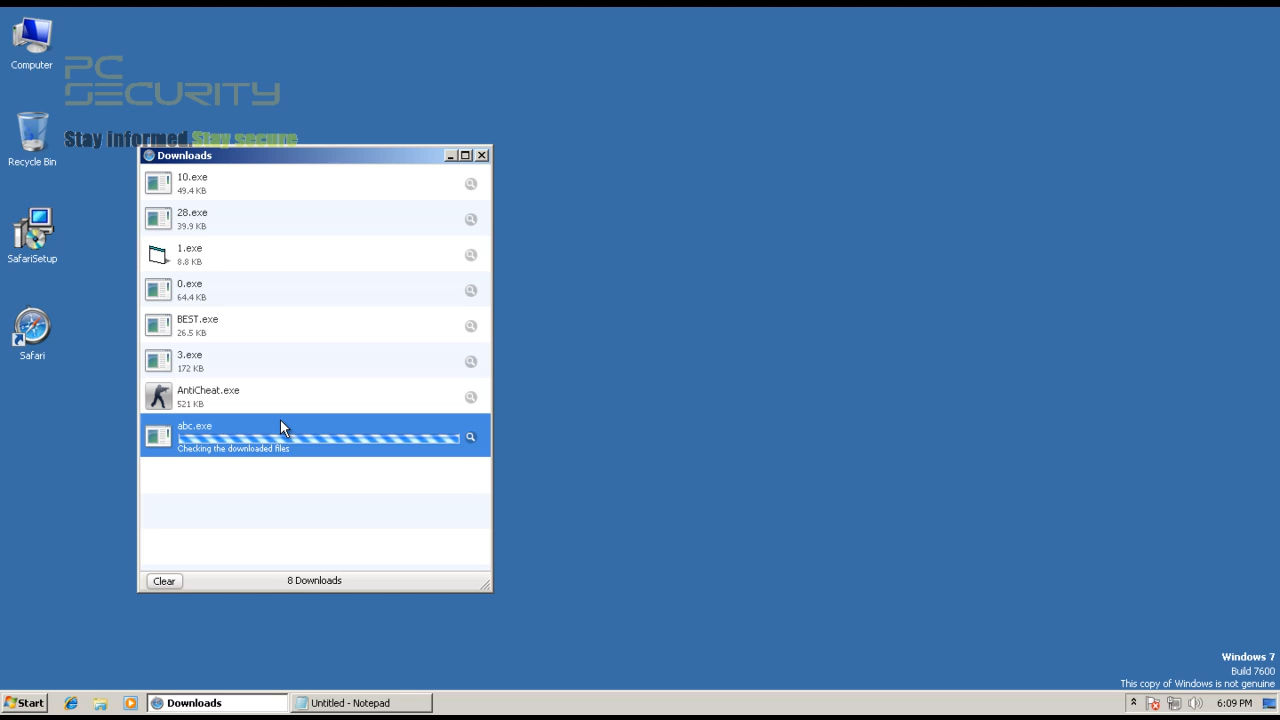 Computer
PC
SECURITY
Stay informed.Stay secure
Recycle Bin
SafariSetup
Safari
Downloads
10.exe
49.4 KB
28.exe
39.9 KB
1.exe
8.8 KB
0.exe
64.4 KB
BEST.exe
26.5 KB
3.exe
172 KB
AntiCheat.exe
521 KB
abc.exe
Checking the downloaded files
Clear
8 Downloads
Windows 7
Build 7600
This copy of Windows is not genuine
Start
Downloads
Untitled - Notepad
6:09 PM